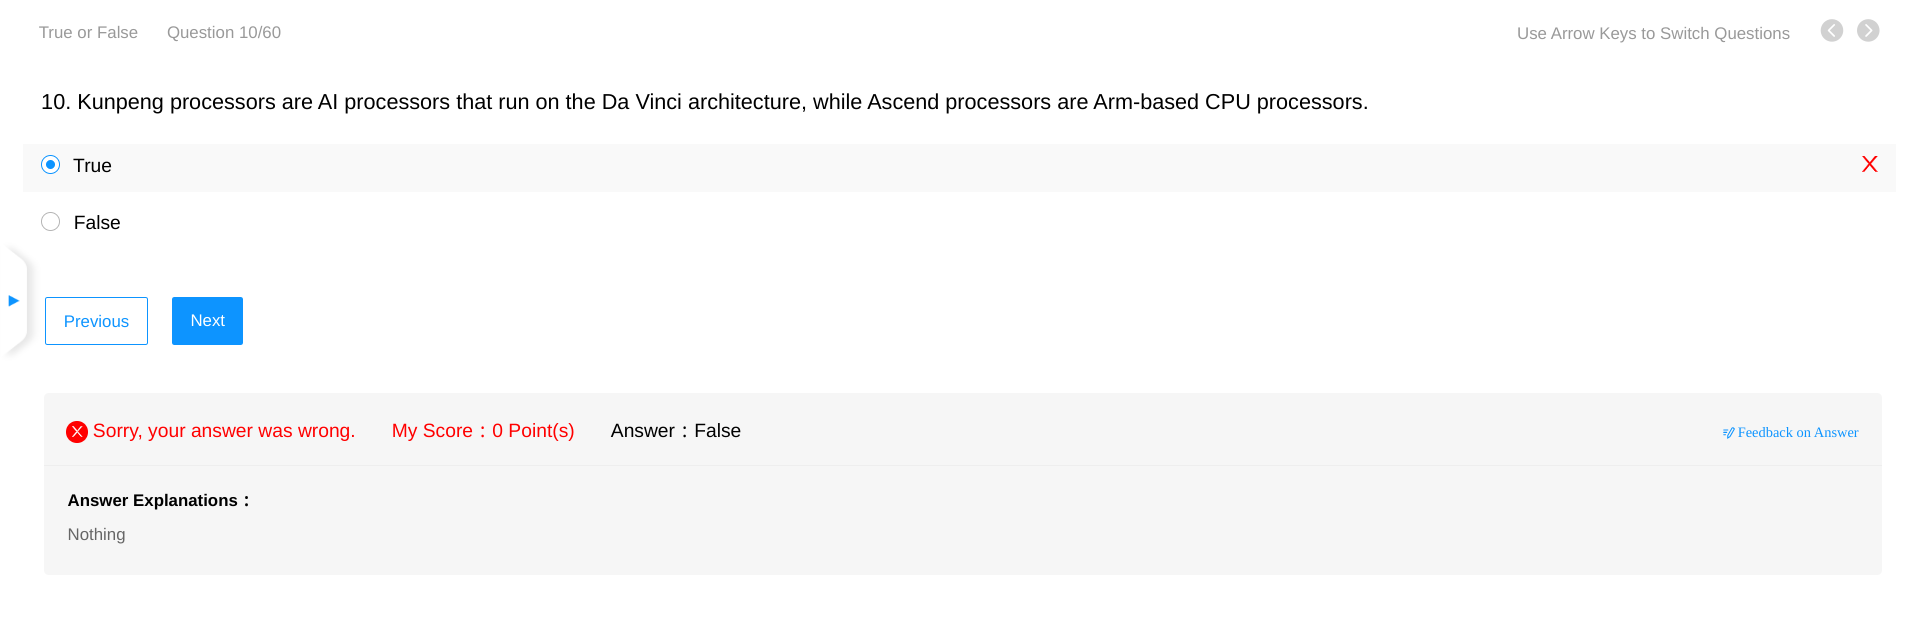 True or False Question 10/60 Use Arrow Keys to Switch Questions
10. Kunpeng processors are AI processors that run on the Da Vinci architecture, while Ascend processors are Arm-based CPU processors.
True
False
Previous Next
Sorry, your answer was wrong. My Score：0 Point(s) Answer：False Feedback on Answer
Answer Explanations：
Nothing